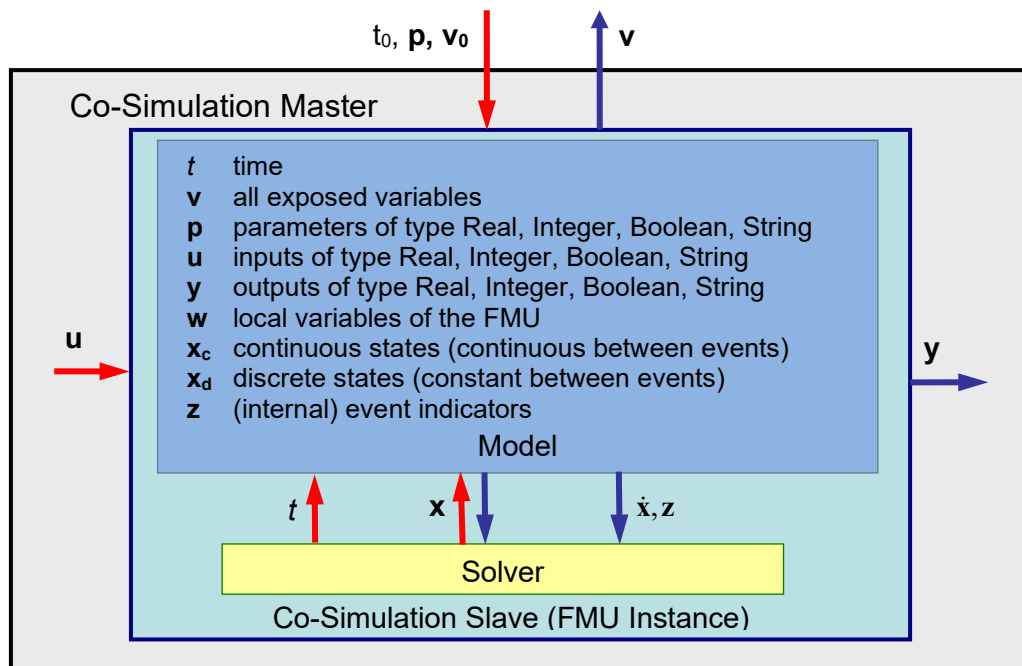 t₀, p, v₀
v
Co-Simulation Master
t time
v all exposed variables
p parameters of type Real, Integer, Boolean, String
u inputs of type Real, Integer, Boolean, String
y outputs of type Real, Integer, Boolean, String
w local variables of the FMU
x_c continuous states (continuous between events)
x_d discrete states (constant between events)
z (internal) event indicators
Model
u
y
t
x
ẋ, z
Solver
Co-Simulation Slave (FMU Instance)